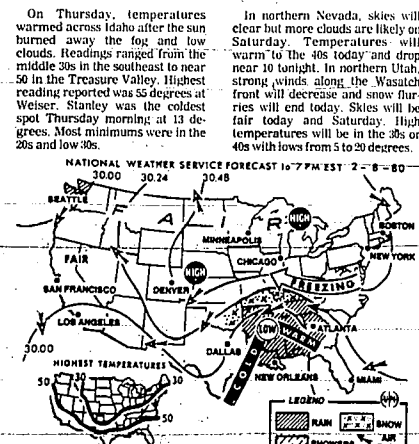 On Thursday, temperatures
warmed across Idaho after the sun
burned away the fog and low
clouds. Readings ranged from the
middle 30s in the southeast to near
50 in the Treasure Valley. Highest
reading reported was 55 degrees at
Weiser. Stanley was the coldest
spot Thursday morning at 13 de-
grees. Most minimums were in the
20s and low 30s.
In northern Nevada, skies will
clear but more clouds are likely on
Saturday. Temperatures will
warm to the 40s today and drop
near 10 tonight. In northern Utah,
strong winds along the Wasatch
front will decrease and snow flur-
ries will end today. Skies will be
fair today and Saturday. High
temperatures will be in the 30s or
40s with lows from 5 to 20 degrees.
NATIONAL WEATHER SERVICE FORECAST to 7 PM EST 2-8-80
30.00 30.24 30.48
SEATTLE
F A I R
HIGH
BOSTON
MINNEAPOLIS
NEW YORK
CHICAGO
FAIR
HIGH
FREEZING
SAN FRANCISCO
DENVER
LOS ANGELES
LOW
WARM
ATLANTA
30.00
DALLAS
COLD
HIGHEST TEMPERATURES
NEW ORLEANS
MIAMI
50
30
50
LEGEND
RAIN
SNOW
SHOWERS
AIR